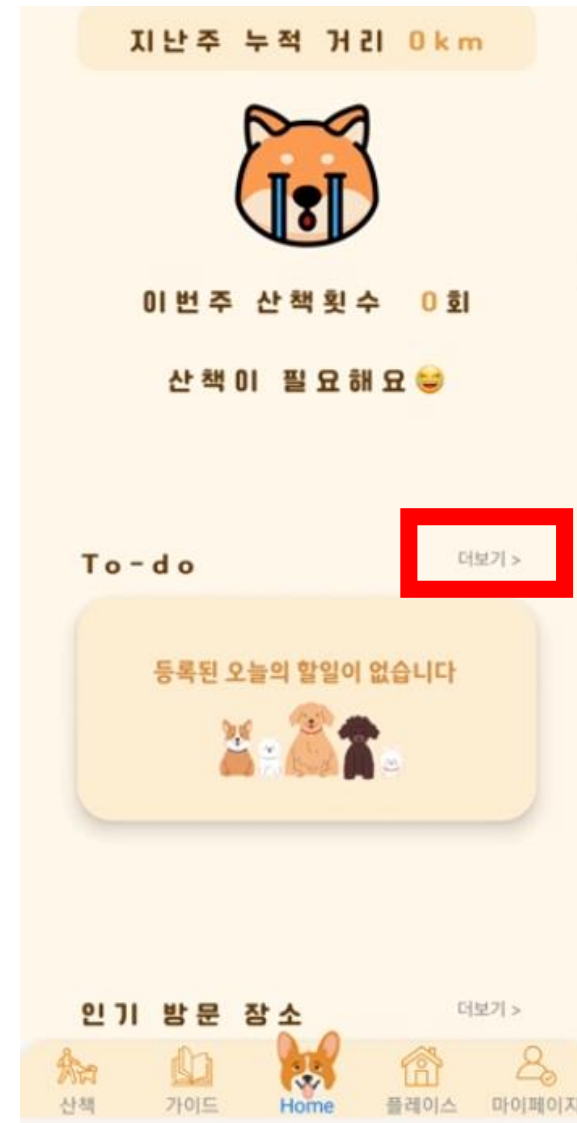 지난주 누적 거리 0km
이번주 산책횟수 0회
산책이 필요해요😆
To-do 더보기 >
등록된 오늘의 할일이 없습니다
인기 방문 장소 더보기 >
산책 가이드 Home 플레이스 마이페이지